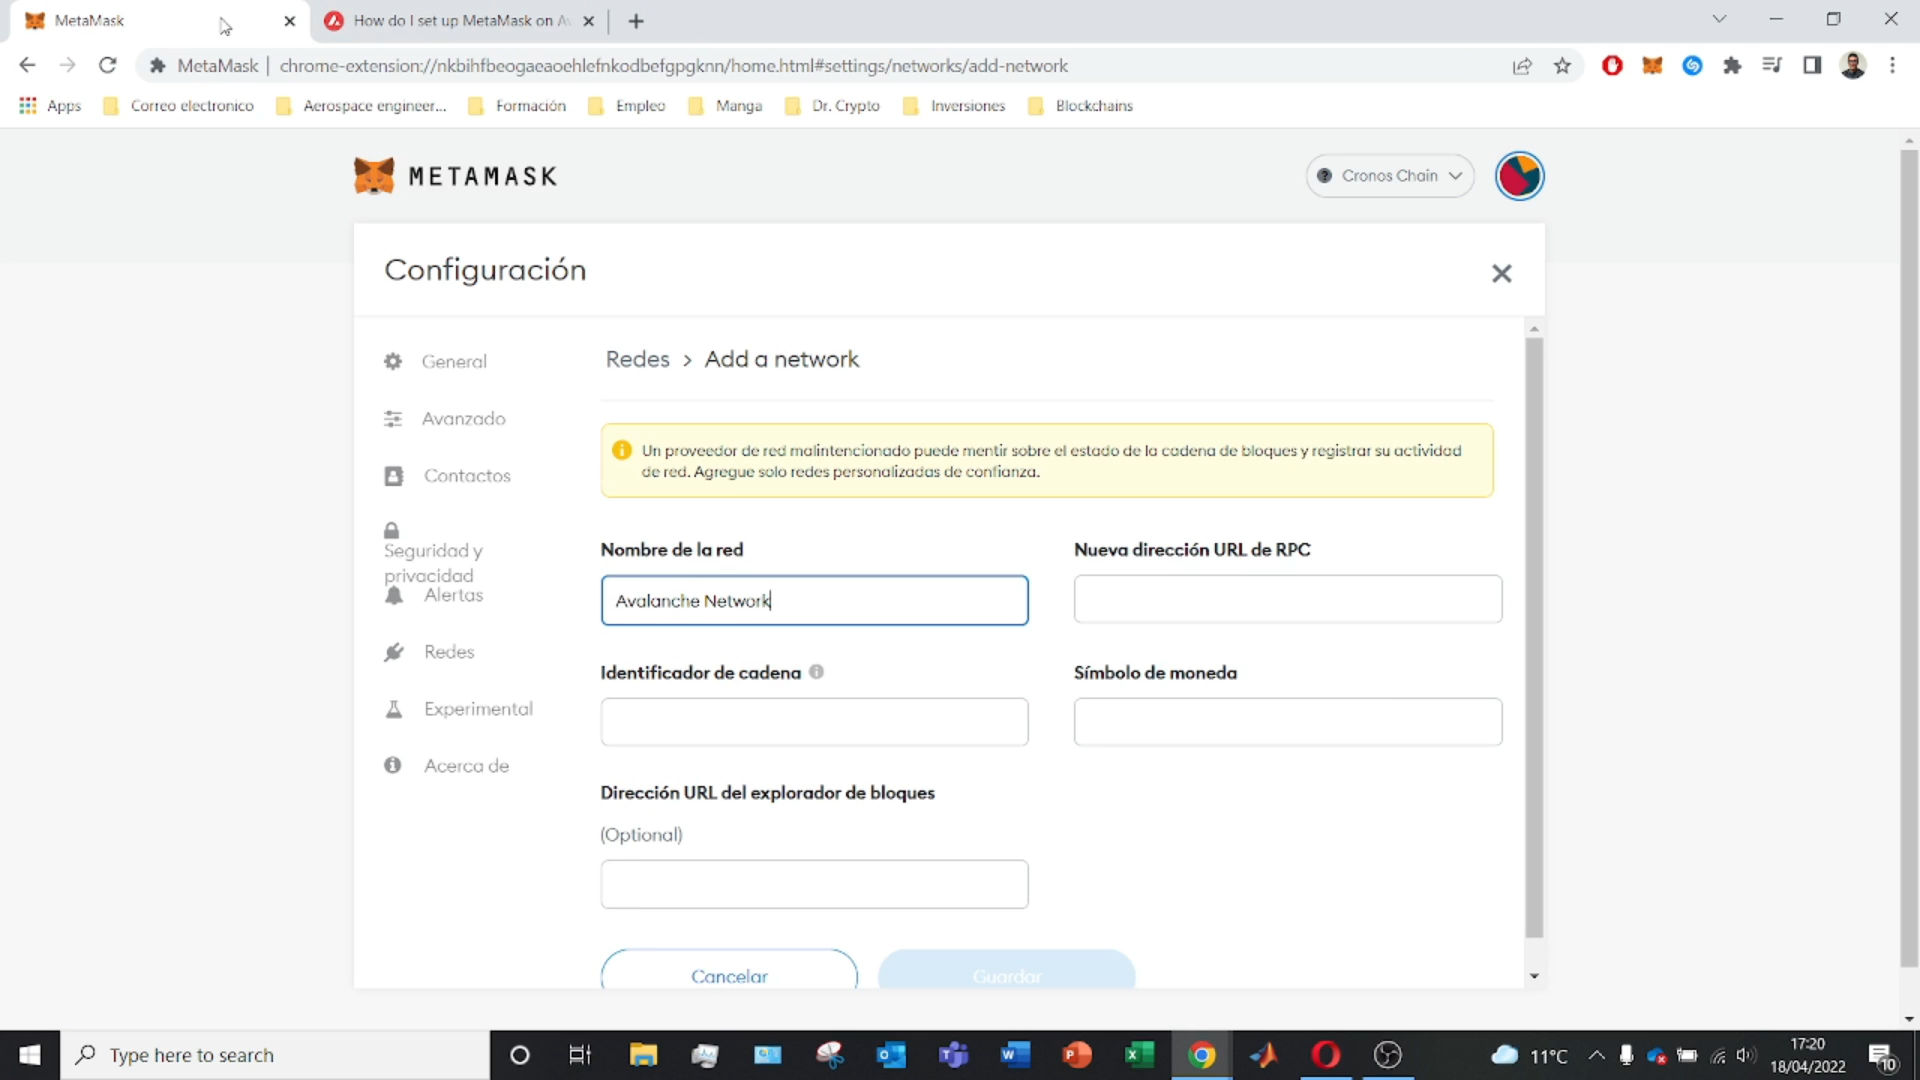 MetaMask
How do I set up MetaMask on Av
MetaMask
chrome-extension://nkbihfbeogaeaoehlefnkodbefgpgknn/home.html#settings/networks/add-network
Apps
Correo electronico
Aerospace engineer...
Formación
Empleo
Manga
Dr. Crypto
Inversiones
Blockchains
METAMASK
Cronos Chain
Configuración
General
Avanzado
Contactos
Seguridad y
privacidad
Alertas
Redes
Experimental
Acerca de
Redes > Add a network
Un proveedor de red malintencionado puede mentir sobre el estado de la cadena de bloques y registrar su actividad
de red. Agregue solo redes personalizadas de confianza.
Nombre de la red
Avalanche Network
Nueva dirección URL de RPC
Identificador de cadena
Símbolo de moneda
Dirección URL del explorador de bloques
(Optional)
Cancelar
Guardar
Type here to search
11°C
17:20
18/04/2022
10